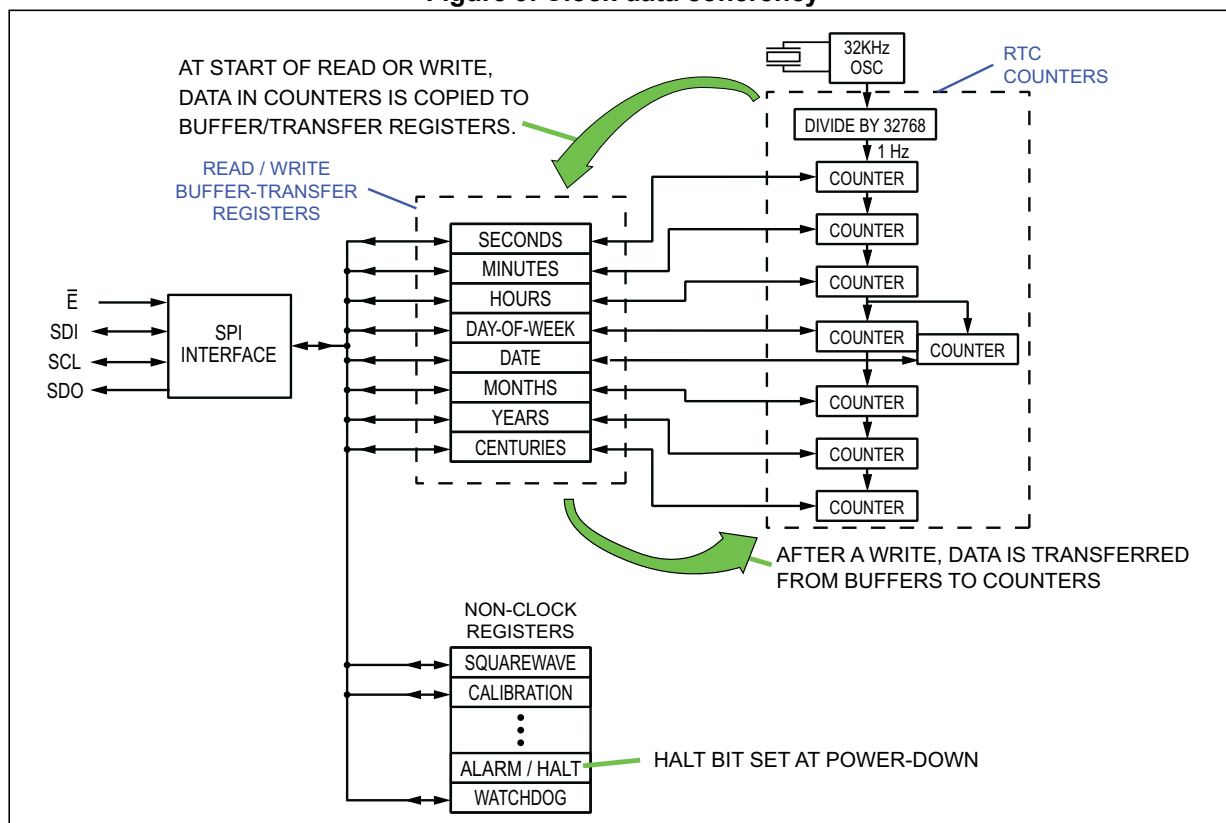 AT START OF READ OR WRITE,
DATA IN COUNTERS IS COPIED TO
BUFFER/TRANSFER REGISTERS.
32KHz
OSC
RTC
COUNTERS
DIVIDE BY 32768
1 Hz
READ / WRITE
BUFFER-TRANSFER
REGISTERS
COUNTER
COUNTER
COUNTER
COUNTER
COUNTER
COUNTER
COUNTER
COUNTER
SECONDS
MINUTES
HOURS
DAY-OF-WEEK
DATE
MONTHS
YEARS
CENTURIES
E̅
SDI
SCL
SDO
SPI
INTERFACE
AFTER A WRITE, DATA IS TRANSFERRED
FROM BUFFERS TO COUNTERS
NON-CLOCK
REGISTERS
SQUAREWAVE
CALIBRATION
ALARM / HALT
WATCHDOG
HALT BIT SET AT POWER-DOWN